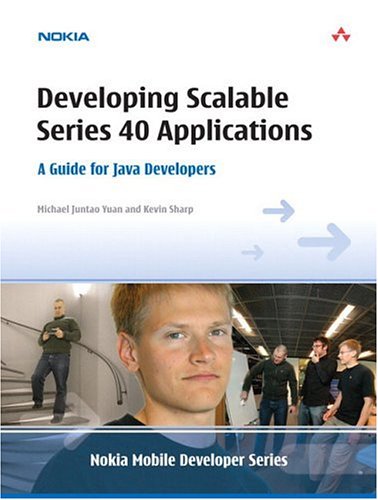 NOKIA
Developing Scalable
Series 40 Applications
A Guide for Java Developers
Michael Juntao Yuan and Kevin Sharp
Nokia Mobile Developer Series